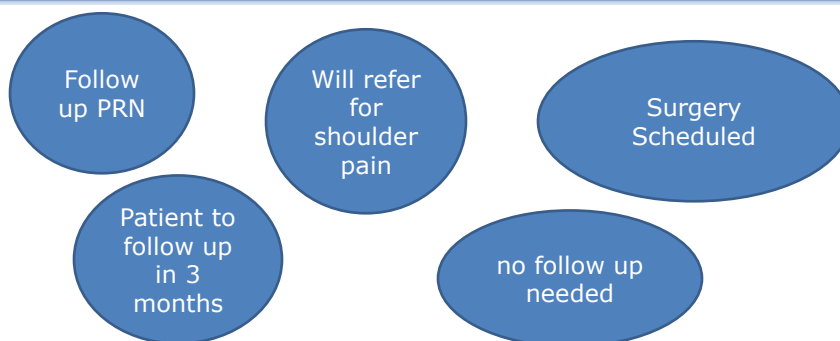 Follow
up PRN
Will refer
for
shoulder
pain
Surgery
Scheduled
Patient to
follow up
in 3
months
no follow up
needed